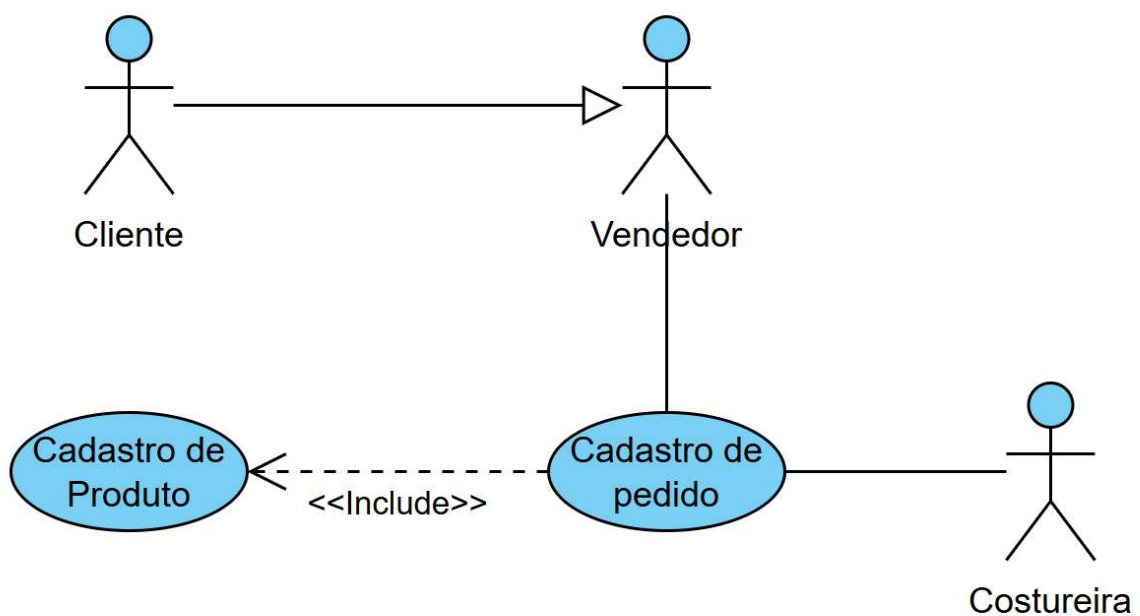 Cliente
Vendedor
Cadastro de
Produto
<<Include>>
Cadastro de
pedido
Costureira